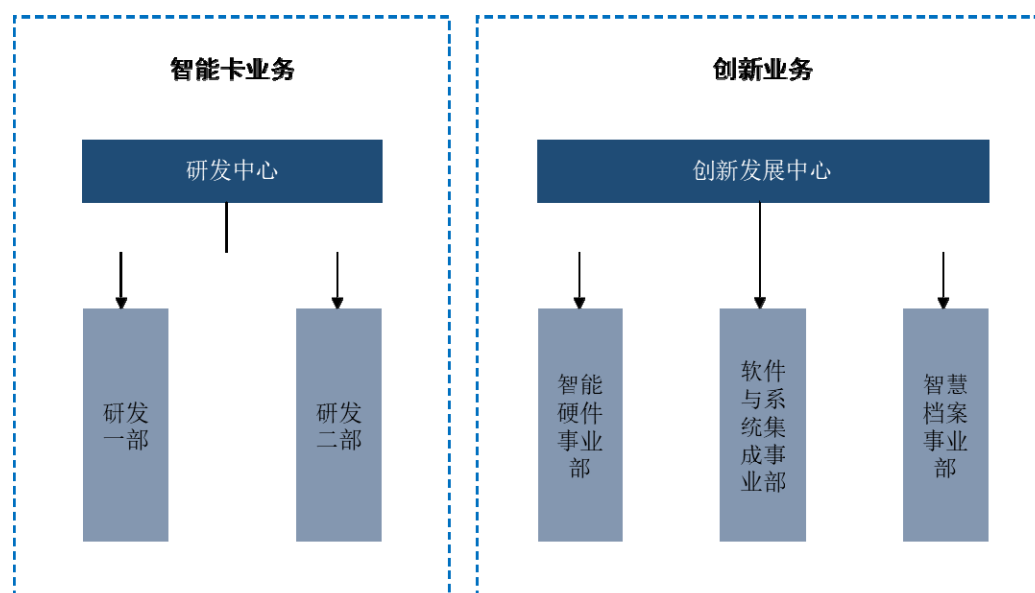 智能卡业务
研发中心
研发
一部
研发
二部
创新业务
创新发展中心
智能
硬件
事业
部
软件
与系
统集
成事
业部
智慧
档案
事业
部